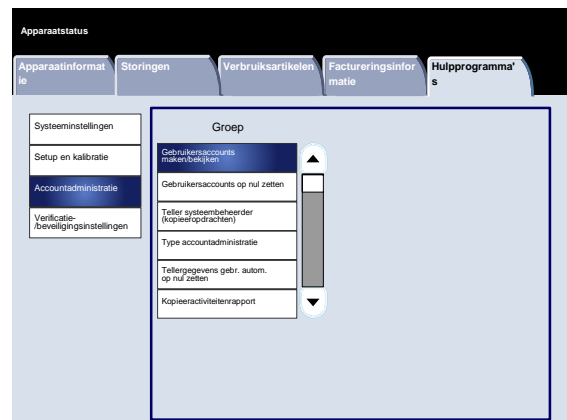 Apparaatstatus
Apparaatinformat
ie
Storingen
Verbruiksartikelen
Factureringsinfor
matie
Hulpprogramma'
s
Systeeminstellingen
Setup en kalibratie
Accountadministratie
Verificatie-
/beveiligingsinstellingen
Groep
Gebruikersaccounts
maken/bekijken
Gebruikersaccounts op nul zetten
Teller systeembeheerder
(kopieeropdrachten)
Type accountadministratie
Tellergegevens gebr. autom.
op nul zetten
Kopieeractiviteitenrapport